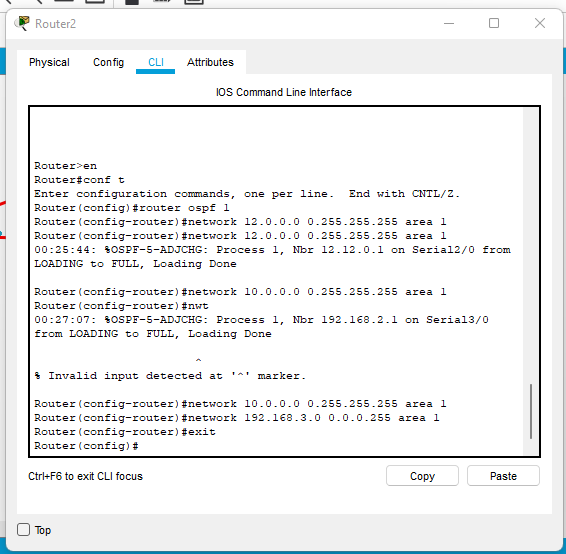 Router2
Physical Config CLI Attributes
IOS Command Line Interface
Router>en
Router#conf t
Enter configuration commands, one per line.  End with CNTL/Z.
Router(config)#router ospf 1
Router(config-router)#network 12.0.0.0 0.255.255.255 area 1
Router(config-router)#network 12.0.0.0 0.255.255.255 area 1
00:25:44: %OSPF-5-ADJCHG: Process 1, Nbr 12.12.0.1 on Serial2/0 from
LOADING to FULL, Loading Done
Router(config-router)#network 10.0.0.0 0.255.255.255 area 1
Router(config-router)#nwt
00:27:07: %OSPF-5-ADJCHG: Process 1, Nbr 192.168.2.1 on Serial3/0
from LOADING to FULL, Loading Done
^
% Invalid input detected at '^' marker.
Router(config-router)#network 10.0.0.0 0.255.255.255 area 1
Router(config-router)#network 192.168.3.0 0.0.0.255 area 1
Router(config-router)#exit
Router(config)#
Ctrl+F6 to exit CLI focus
Copy Paste
Top